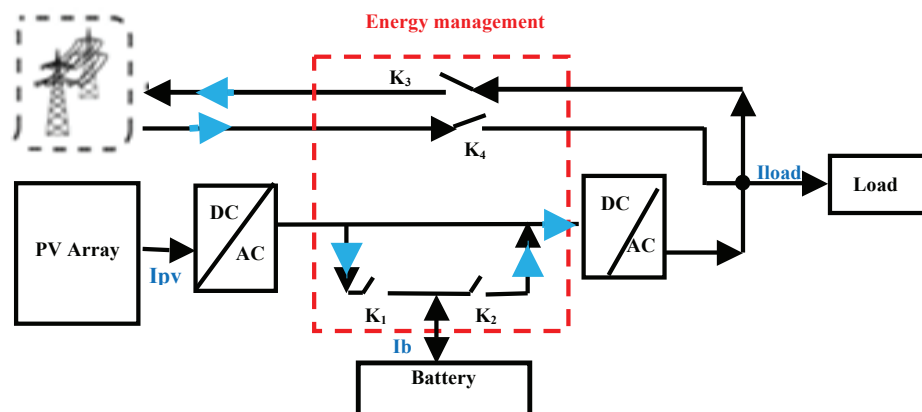 Energy management
K₃
K₄
PV Array
Ipv
DC
AC
K₁
K₂
Ib
Battery
DC
AC
Iload
Load